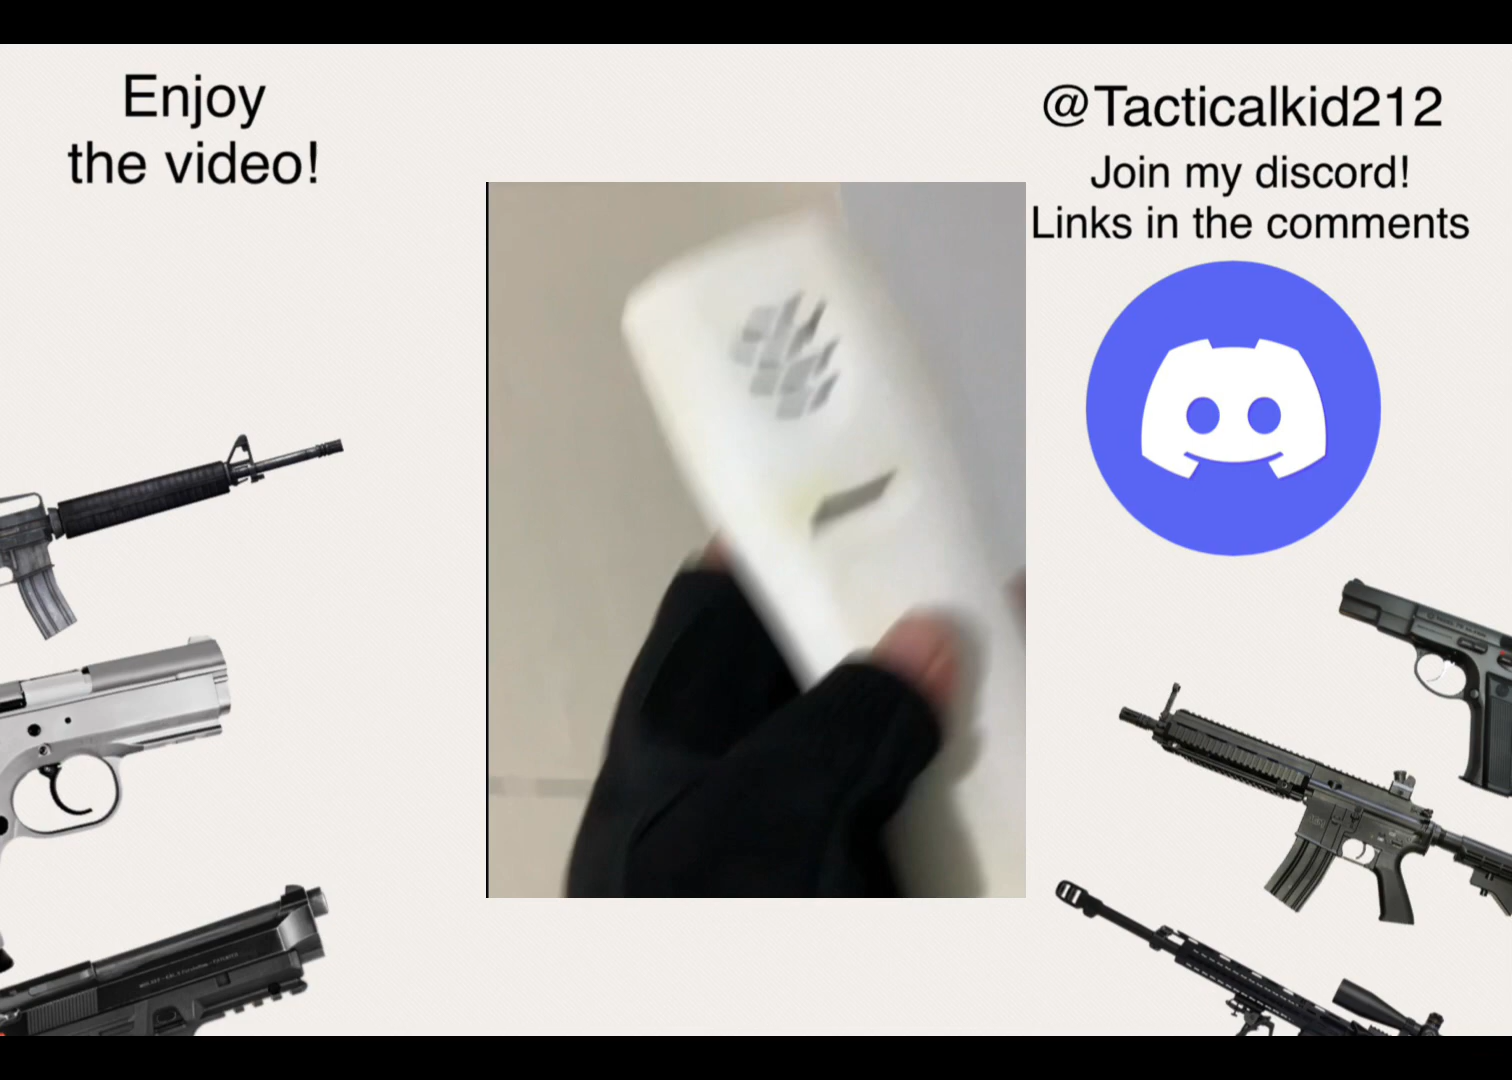 Enjoy
the video!
@Tacticalkid212
Join my discord!
Links in the comments